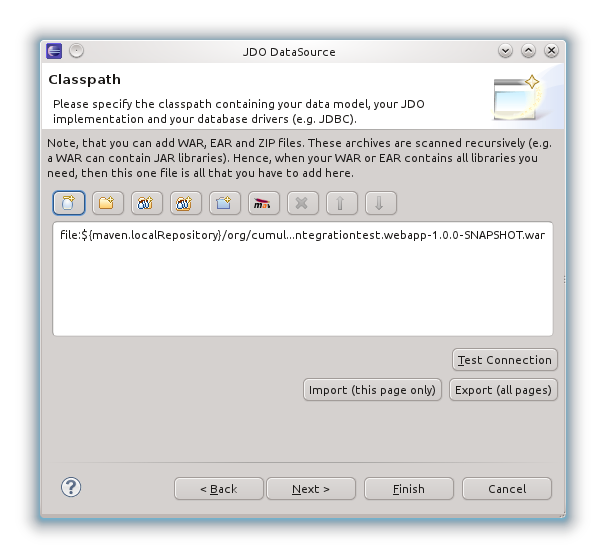 JDO DataSource
Classpath
Please specify the classpath containing your data model, your JDO
implementation and your database drivers (e.g. JDBC).
Note, that you can add WAR, EAR and ZIP files. These archives are scanned recursively (e.g.
a WAR can contain JAR libraries). Hence, when your WAR or EAR contains all libraries you
need, then this one file is all that you have to add here.
file:${maven.localRepository}/org/cumul...ntegrationtest.webapp-1.0.0-SNAPSHOT.war
Test Connection
Import (this page only) Export (all pages)
? < Back Next > Finish Cancel